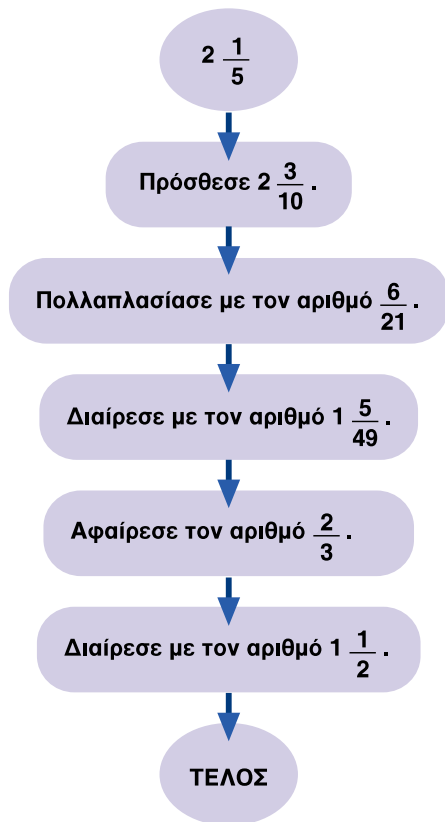 2 1/5
Πρόσθεσε 2 3/10 .
Πολλαπλασίασε με τον αριθμό 6/21 .
Διαίρεσε με τον αριθμό 1 5/49 .
Αφαίρεσε τον αριθμό 2/3 .
Διαίρεσε με τον αριθμό 1 1/2 .
ΤΕΛΟΣ